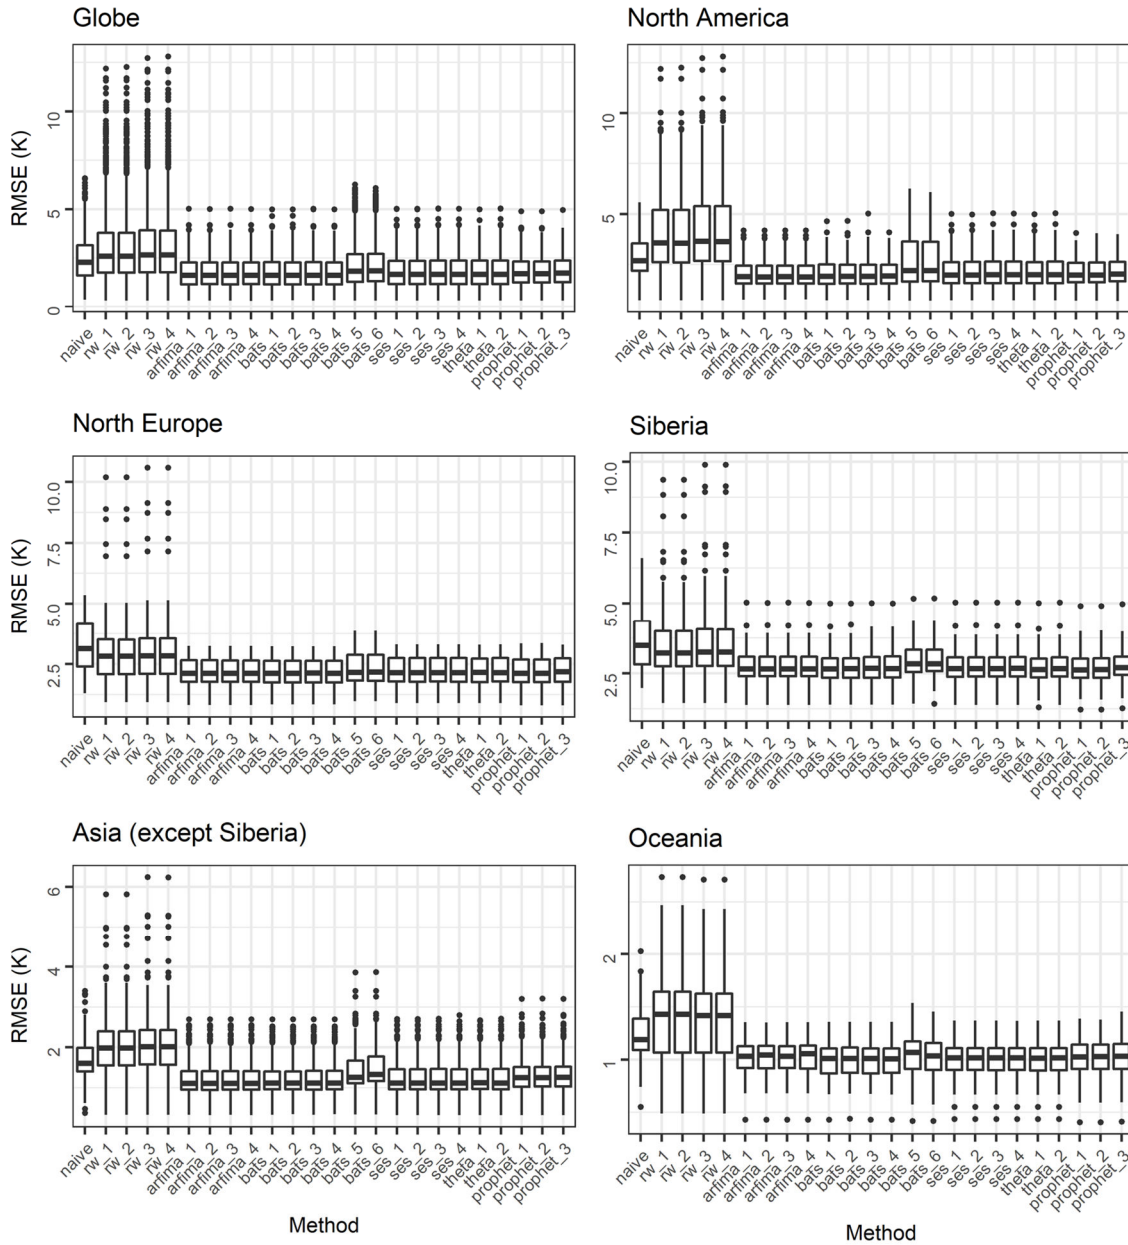 Globe
RMSE (K)
10
5
0
naive rw_1 rw_2 rw_3 rw_4 arfima_1 arfima_2 arfima_3 arfima_4 bats_1 bats_2 bats_3 bats_4 bats_5 bats_6 ses_1 ses_2 ses_3 ses_4 theta_1 theta_2 prophet_1 prophet_2 prophet_3
North America
10
5
naive rw_1 rw_2 rw_3 rw_4 arfima_1 arfima_2 arfima_3 arfima_4 bats_1 bats_2 bats_3 bats_4 bats_5 bats_6 ses_1 ses_2 ses_3 ses_4 theta_1 theta_2 prophet_1 prophet_2 prophet_3
North Europe
RMSE (K)
10.0
7.5
5.0
2.5
naive rw_1 rw_2 rw_3 rw_4 arfima_1 arfima_2 arfima_3 arfima_4 bats_1 bats_2 bats_3 bats_4 bats_5 bats_6 ses_1 ses_2 ses_3 ses_4 theta_1 theta_2 prophet_1 prophet_2 prophet_3
Siberia
10.0
7.5
5.0
2.5
naive rw_1 rw_2 rw_3 rw_4 arfima_1 arfima_2 arfima_3 arfima_4 bats_1 bats_2 bats_3 bats_4 bats_5 bats_6 ses_1 ses_2 ses_3 ses_4 theta_1 theta_2 prophet_1 prophet_2 prophet_3
Asia (except Siberia)
RMSE (K)
6
4
2
naive rw_1 rw_2 rw_3 rw_4 arfima_1 arfima_2 arfima_3 arfima_4 bats_1 bats_2 bats_3 bats_4 bats_5 bats_6 ses_1 ses_2 ses_3 ses_4 theta_1 theta_2 prophet_1 prophet_2 prophet_3
Method
Oceania
2
1
naive rw_1 rw_2 rw_3 rw_4 arfima_1 arfima_2 arfima_3 arfima_4 bats_1 bats_2 bats_3 bats_4 bats_5 bats_6 ses_1 ses_2 ses_3 ses_4 theta_1 theta_2 prophet_1 prophet_2 prophet_3
Method